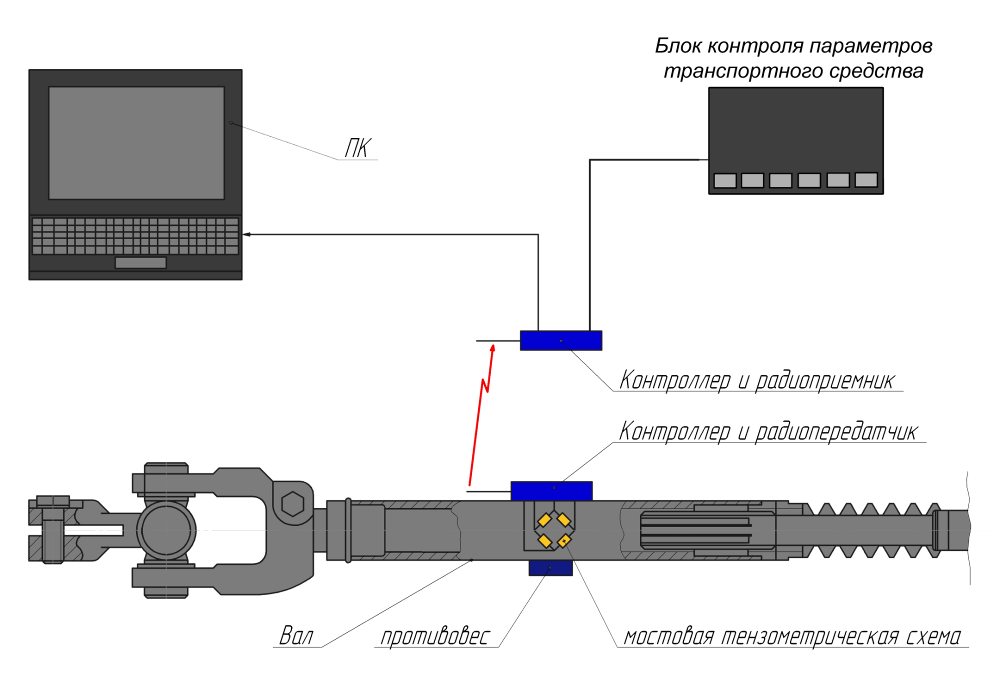 Блок контроля параметров
транспортного средства
ПК
Контроллер и радиоприемник
Контроллер и радиопередатчик
Вал
противовес
мостовая тензометрическая схема